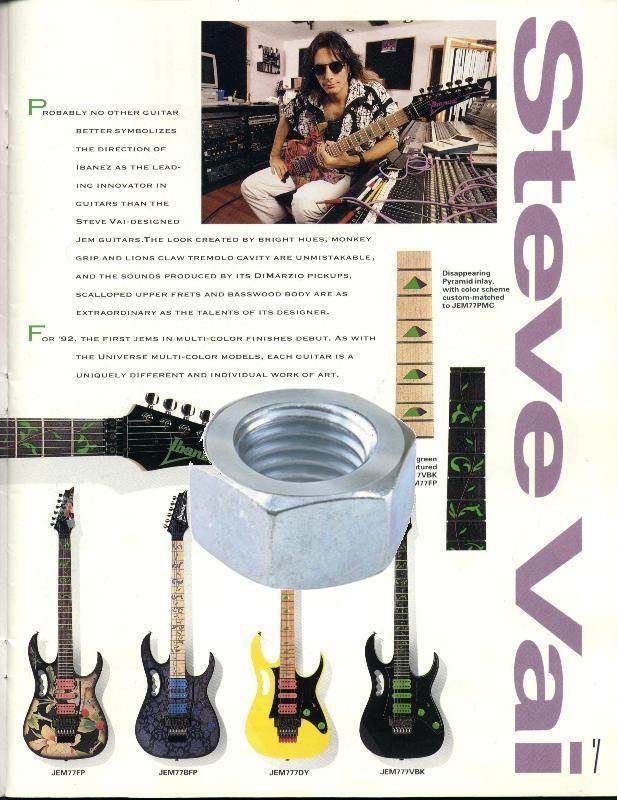 Steve Vai
PROBABLY NO OTHER GUITAR
BETTER SYMBOLIZES
THE DIRECTION OF
IBANEZ AS THE LEAD-
ING INNOVATOR IN
GUITARS THAN THE
STEVE VAI-DESIGNED
JEM GUITARS.THE LOOK CREATED BY BRIGHT HUES, MONKEY
GRIP AND LIONS CLAW TREMOLO CAVITY ARE UNMISTAKABLE,
AND THE SOUNDS PRODUCED BY ITS DIMARZIO PICKUPS,
SCALLOPED UPPER FRETS AND BASSWOOD BODY ARE AS
EXTRAORDINARY AS THE TALENTS OF ITS DESIGNER.
FOR '92, THE FIRST JEMS IN MULTI-COLOR FINISHES DEBUT. AS WITH
THE UNIVERSE MULTI-COLOR MODELS, EACH GUITAR IS A
UNIQUELY DIFFERENT AND INDIVIDUAL WORK OF ART.
Ibanez
Disappearing
Pyramid inlay,
with color scheme
custom-matched
to JEM77PMC
green
JEM77FP
JEM77BFP
JEM777DY
JEM777VBK